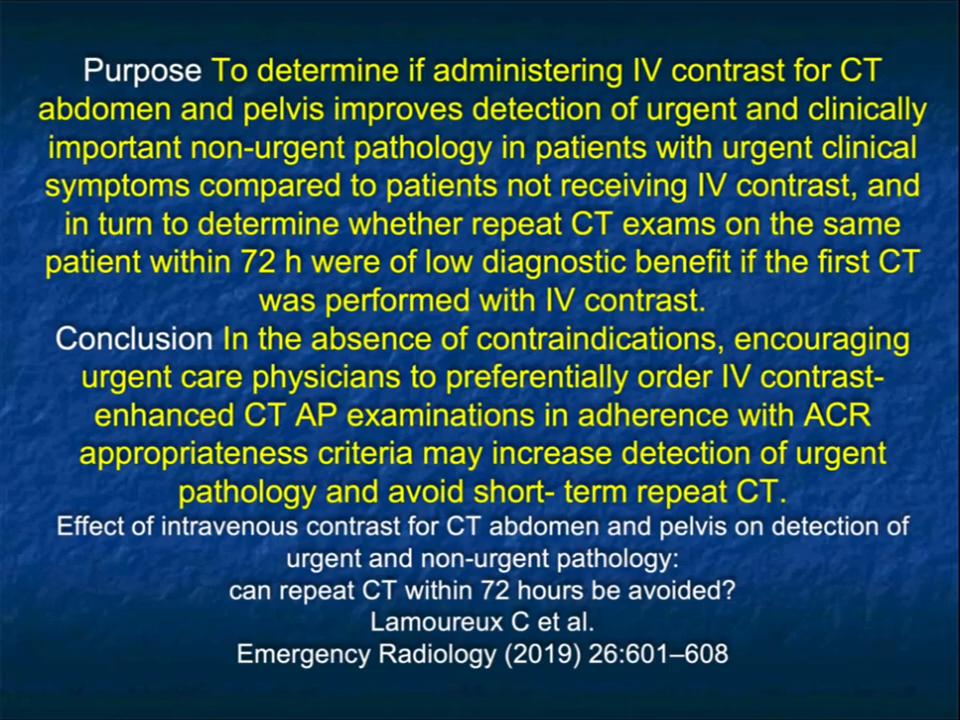 Purpose To determine if administering IV contrast for CT
abdomen and pelvis improves detection of urgent and clinically
important non-urgent pathology in patients with urgent clinical
symptoms compared to patients not receiving IV contrast, and
in turn to determine whether repeat CT exams on the same
patient within 72 h were of low diagnostic benefit if the first CT
was performed with IV contrast.
Conclusion In the absence of contraindications, encouraging
urgent care physicians to preferentially order IV contrast-
enhanced CT AP examinations in adherence with ACR
appropriateness criteria may increase detection of urgent
pathology and avoid short- term repeat CT.
Effect of intravenous contrast for CT abdomen and pelvis on detection of
urgent and non-urgent pathology:
can repeat CT within 72 hours be avoided?
Lamoureux C et al.
Emergency Radiology (2019) 26:601–608